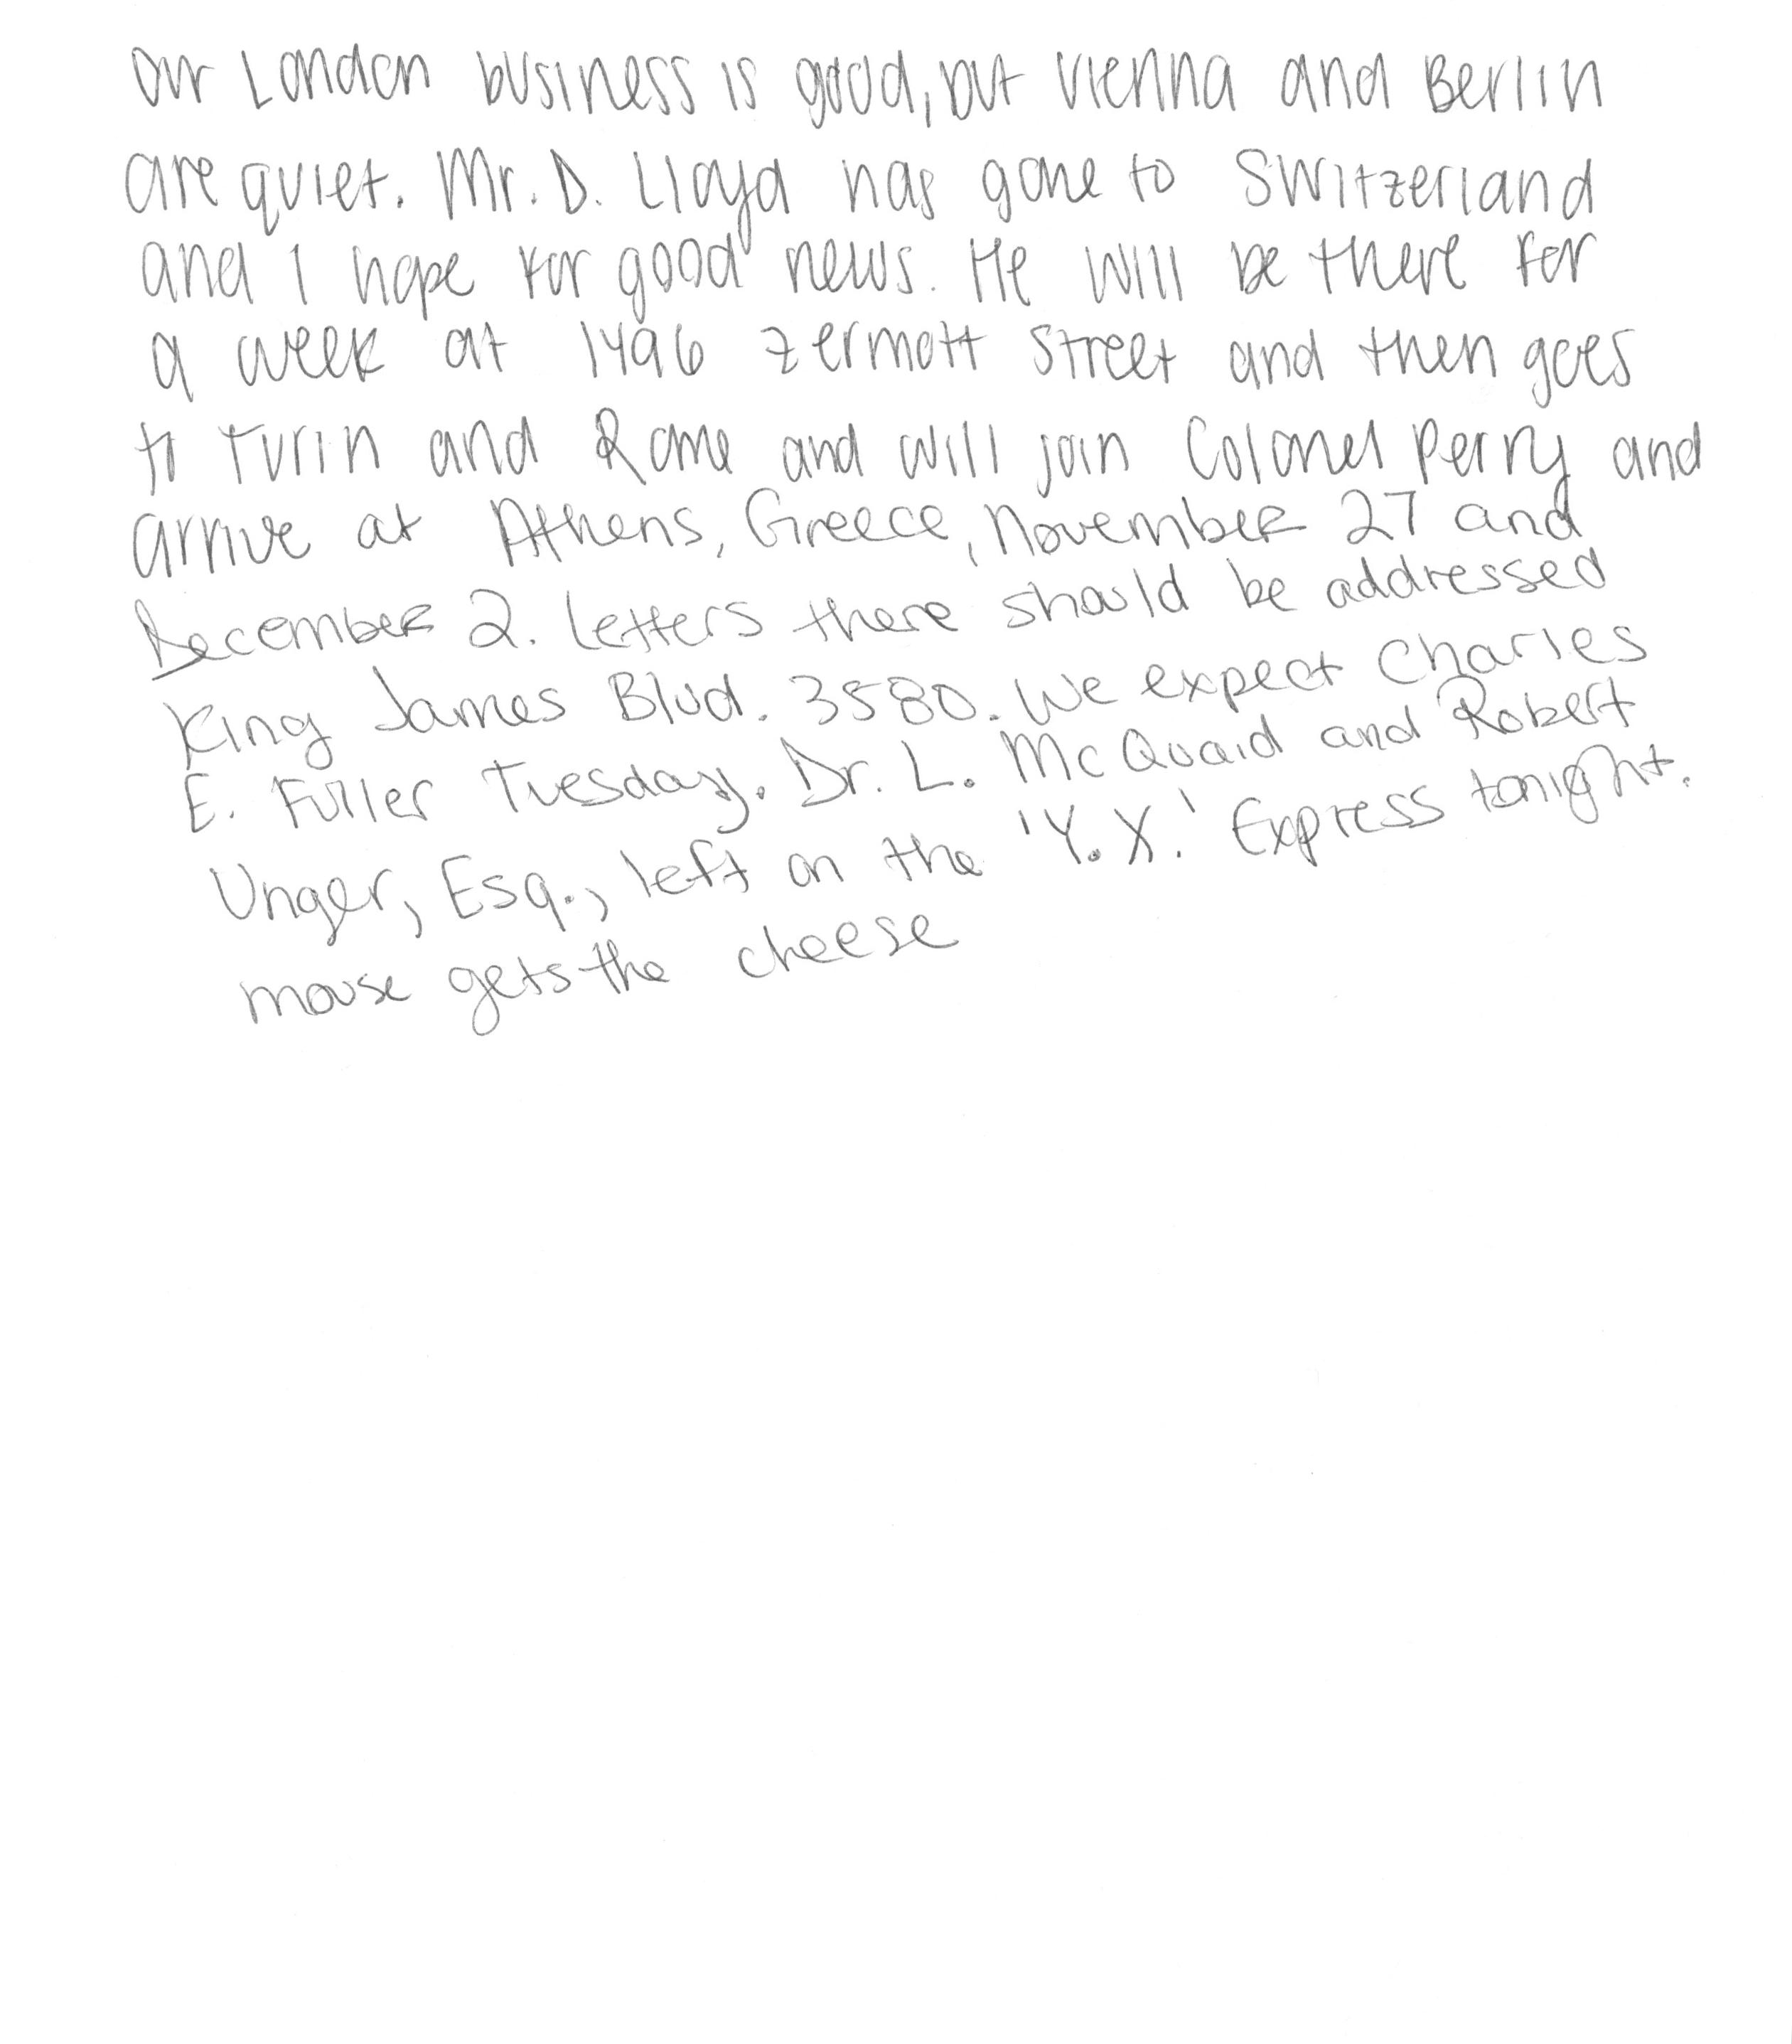 Our London business is good, but Vienna and Berlin
are quiet. Mr. D. Lloyd has gone to Switzerland
and I hope for good news. He will be there for
a week at 1496 Zermott Street and then goes
to Turin and Rome and will join Colonel Perry and
arrive at Athens, Greece, November 27 and
December 2. Letters there should be addressed
King James Blvd. 3580. We expect Charles
E. Fuller Tuesday. Dr. L. McQuaid and Robert
Unger, Esq., left on the 'Y.X.' Express tonight.
mouse gets the cheese